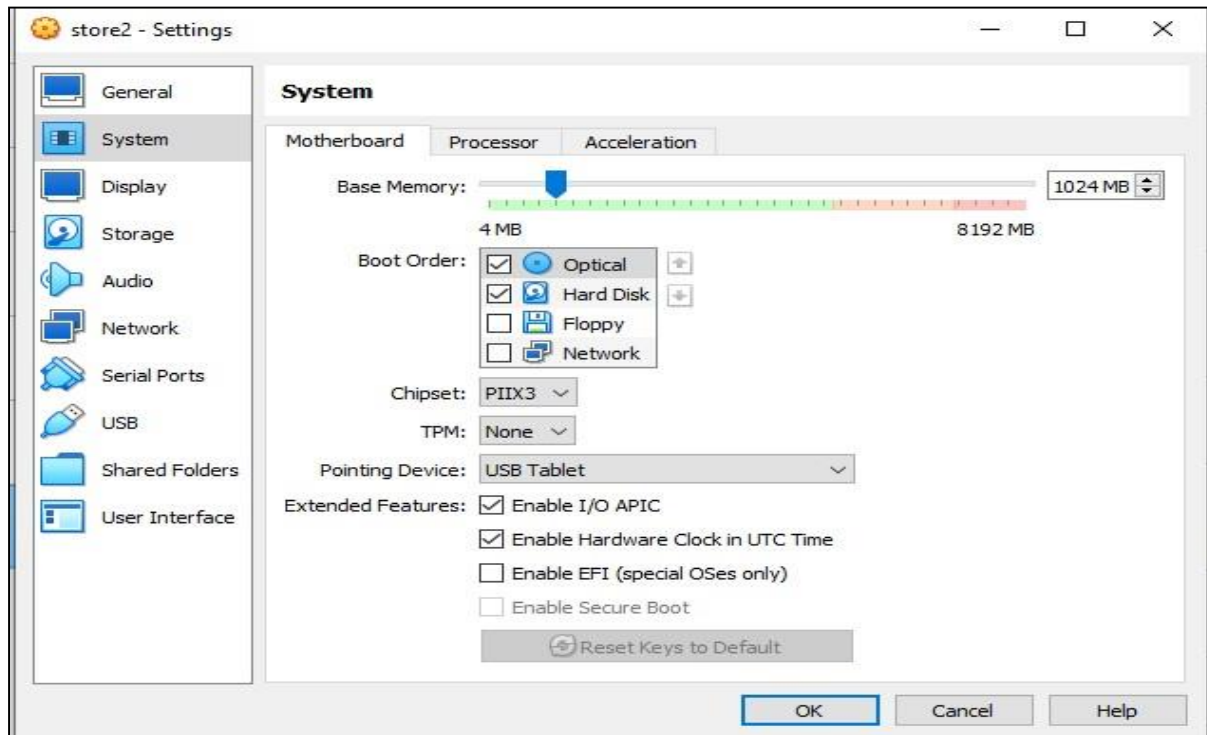 store2 - Settings
General
System
Display
Storage
Audio
Network
Serial Ports
USB
Shared Folders
User Interface
System
Motherboard Processor Acceleration
Base Memory: 1024 MB
4 MB 8192 MB
Boot Order: Optical
Hard Disk
Floppy
Network
Chipset: PIIX3
TPM: None
Pointing Device: USB Tablet
Extended Features: Enable I/O APIC
Enable Hardware Clock in UTC Time
Enable EFI (special OSes only)
Enable Secure Boot
Reset Keys to Default
OK Cancel Help